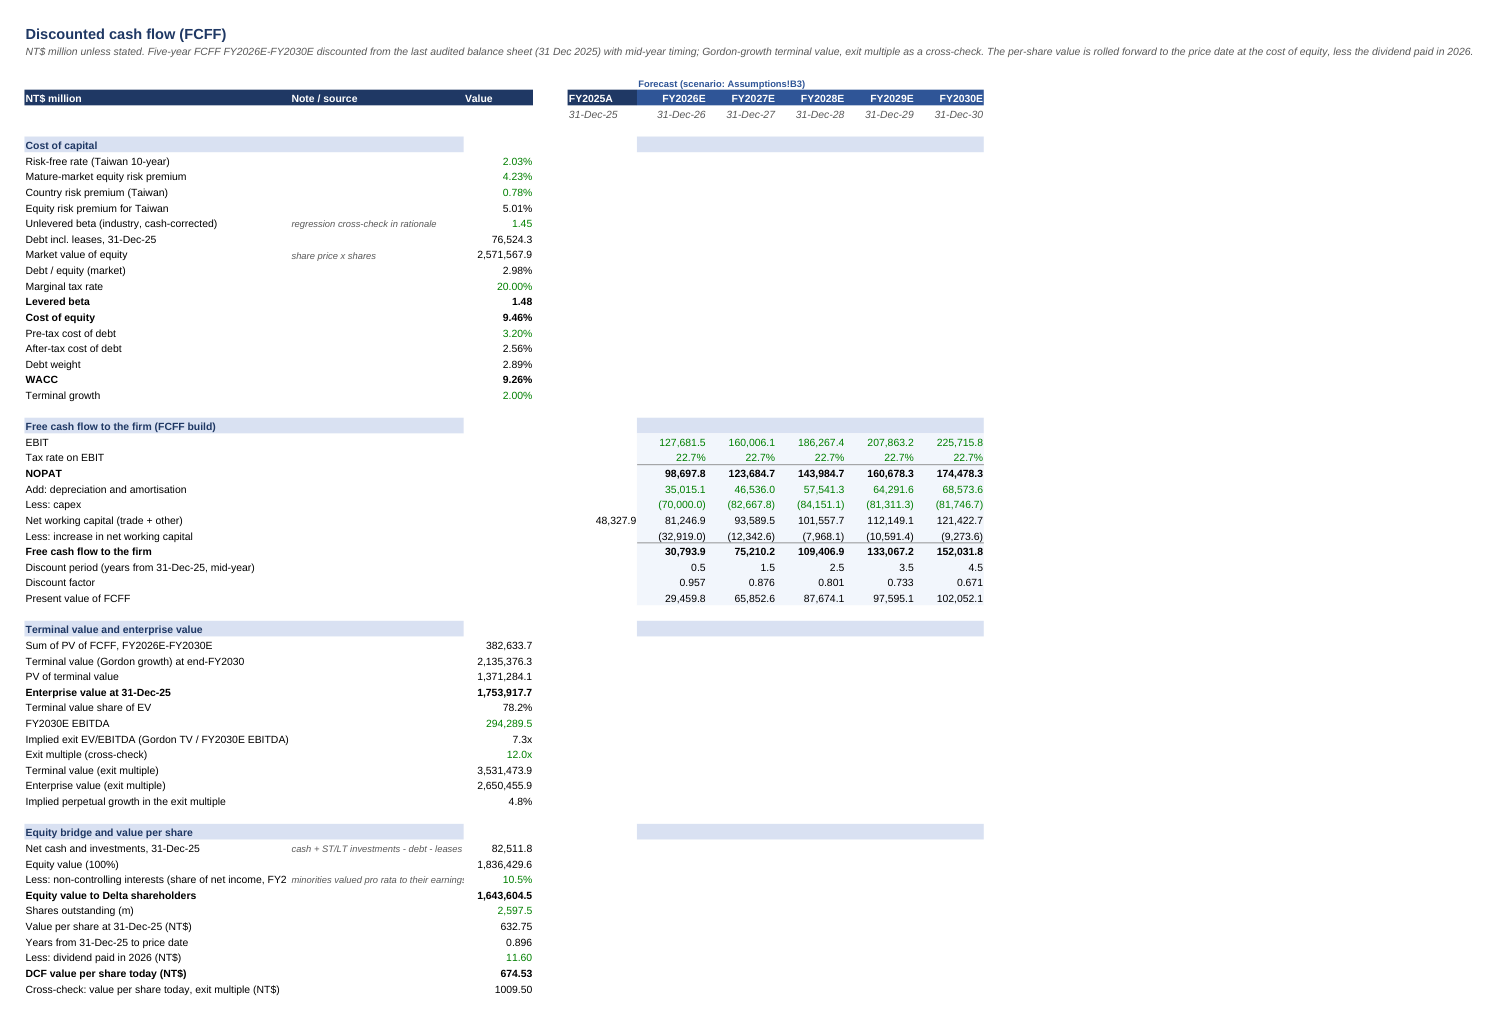 Discounted cash flow (FCFF)
NT$ million unless stated. Five-year FCFF FY2026E-FY2030E discounted from the last audited balance sheet (31 Dec 2025) with mid-year timing; Gordon-growth terminal value, exit multiple as a cross-check. The per-share value is rolled forward to the price date at the cost of equity, less the dividend paid in 2026.
Forecast (scenario: Assumptions!B3)
NT$ million Note / source Value FY2025A FY2026E FY2027E FY2028E FY2029E FY2030E
31-Dec-25 31-Dec-26 31-Dec-27 31-Dec-28 31-Dec-29 31-Dec-30
Cost of capital
Risk-free rate (Taiwan 10-year) 2.03%
Mature-market equity risk premium 4.23%
Country risk premium (Taiwan) 0.78%
Equity risk premium for Taiwan 5.01%
Unlevered beta (industry, cash-corrected) regression cross-check in rationale 1.45
Debt incl. leases, 31-Dec-25 76,524.3
Market value of equity share price x shares 2,571,567.9
Debt / equity (market) 2.98%
Marginal tax rate 20.00%
Levered beta 1.48
Cost of equity 9.46%
Pre-tax cost of debt 3.20%
After-tax cost of debt 2.56%
Debt weight 2.89%
WACC 9.26%
Terminal growth 2.00%
Free cash flow to the firm (FCFF build)
EBIT 127,681.5 160,006.1 186,267.4 207,863.2 225,715.8
Tax rate on EBIT 22.7% 22.7% 22.7% 22.7% 22.7%
NOPAT 98,697.8 123,684.7 143,984.7 160,678.3 174,478.3
Add: depreciation and amortisation 35,015.1 46,536.0 57,541.3 64,291.6 68,573.6
Less: capex (70,000.0) (82,667.8) (84,151.1) (81,311.3) (81,746.7)
Net working capital (trade + other) 48,327.9 81,246.9 93,589.5 101,557.7 112,149.1 121,422.7
Less: increase in net working capital (32,919.0) (12,342.6) (7,968.1) (10,591.4) (9,273.6)
Free cash flow to the firm 30,793.9 75,210.2 109,406.9 133,067.2 152,031.8
Discount period (years from 31-Dec-25, mid-year) 0.5 1.5 2.5 3.5 4.5
Discount factor 0.957 0.876 0.801 0.733 0.671
Present value of FCFF 29,459.8 65,852.6 87,674.1 97,595.1 102,052.1
Terminal value and enterprise value
Sum of PV of FCFF, FY2026E-FY2030E 382,633.7
Terminal value (Gordon growth) at end-FY2030 2,135,376.3
PV of terminal value 1,371,284.1
Enterprise value at 31-Dec-25 1,753,917.7
Terminal value share of EV 78.2%
FY2030E EBITDA 294,289.5
Implied exit EV/EBITDA (Gordon TV / FY2030E EBITDA) 7.3x
Exit multiple (cross-check) 12.0x
Terminal value (exit multiple) 3,531,473.9
Enterprise value (exit multiple) 2,650,455.9
Implied perpetual growth in the exit multiple 4.8%
Equity bridge and value per share
Net cash and investments, 31-Dec-25 cash + ST/LT investments - debt - leases 82,511.8
Equity value (100%) 1,836,429.6
Less: non-controlling interests (share of net income, FY2 minorities valued pro rata to their earnings 10.5%
Equity value to Delta shareholders 1,643,604.5
Shares outstanding (m) 2,597.5
Value per share at 31-Dec-25 (NT$) 632.75
Years from 31-Dec-25 to price date 0.896
Less: dividend paid in 2026 (NT$) 11.60
DCF value per share today (NT$) 674.53
Cross-check: value per share today, exit multiple (NT$) 1009.50